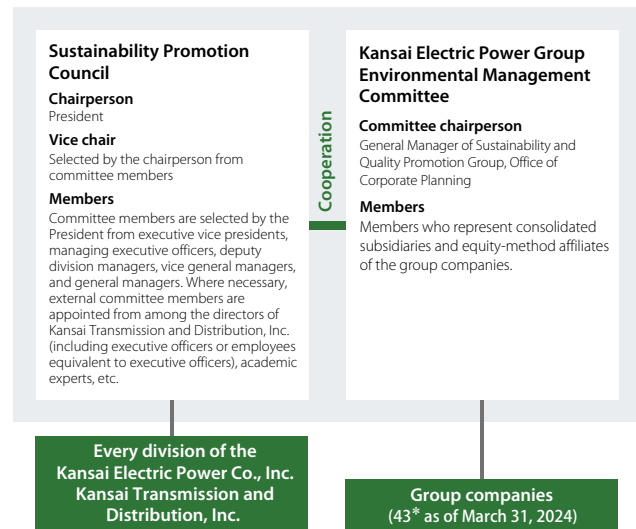 Sustainability Promotion
Council
Chairperson
President
Vice chair
Selected by the chairperson from
committee members
Members
Committee members are selected by the
President from executive vice presidents,
managing executive officers, deputy
division managers, vice general managers,
and general managers. Where necessary,
external committee members are
appointed from among the directors of
Kansai Transmission and Distribution, Inc.
(including executive officers or employees
equivalent to executive officers), academic
experts, etc.
Cooperation
Kansai Electric Power Group
Environmental Management
Committee
Committee chairperson
General Manager of Sustainability and
Quality Promotion Group, Office of
Corporate Planning
Members
Members who represent consolidated
subsidiaries and equity-method affiliates
of the group companies.
Every division of the
Kansai Electric Power Co., Inc.
Kansai Transmission and
Distribution, Inc.
Group companies
(43* as of March 31, 2024)